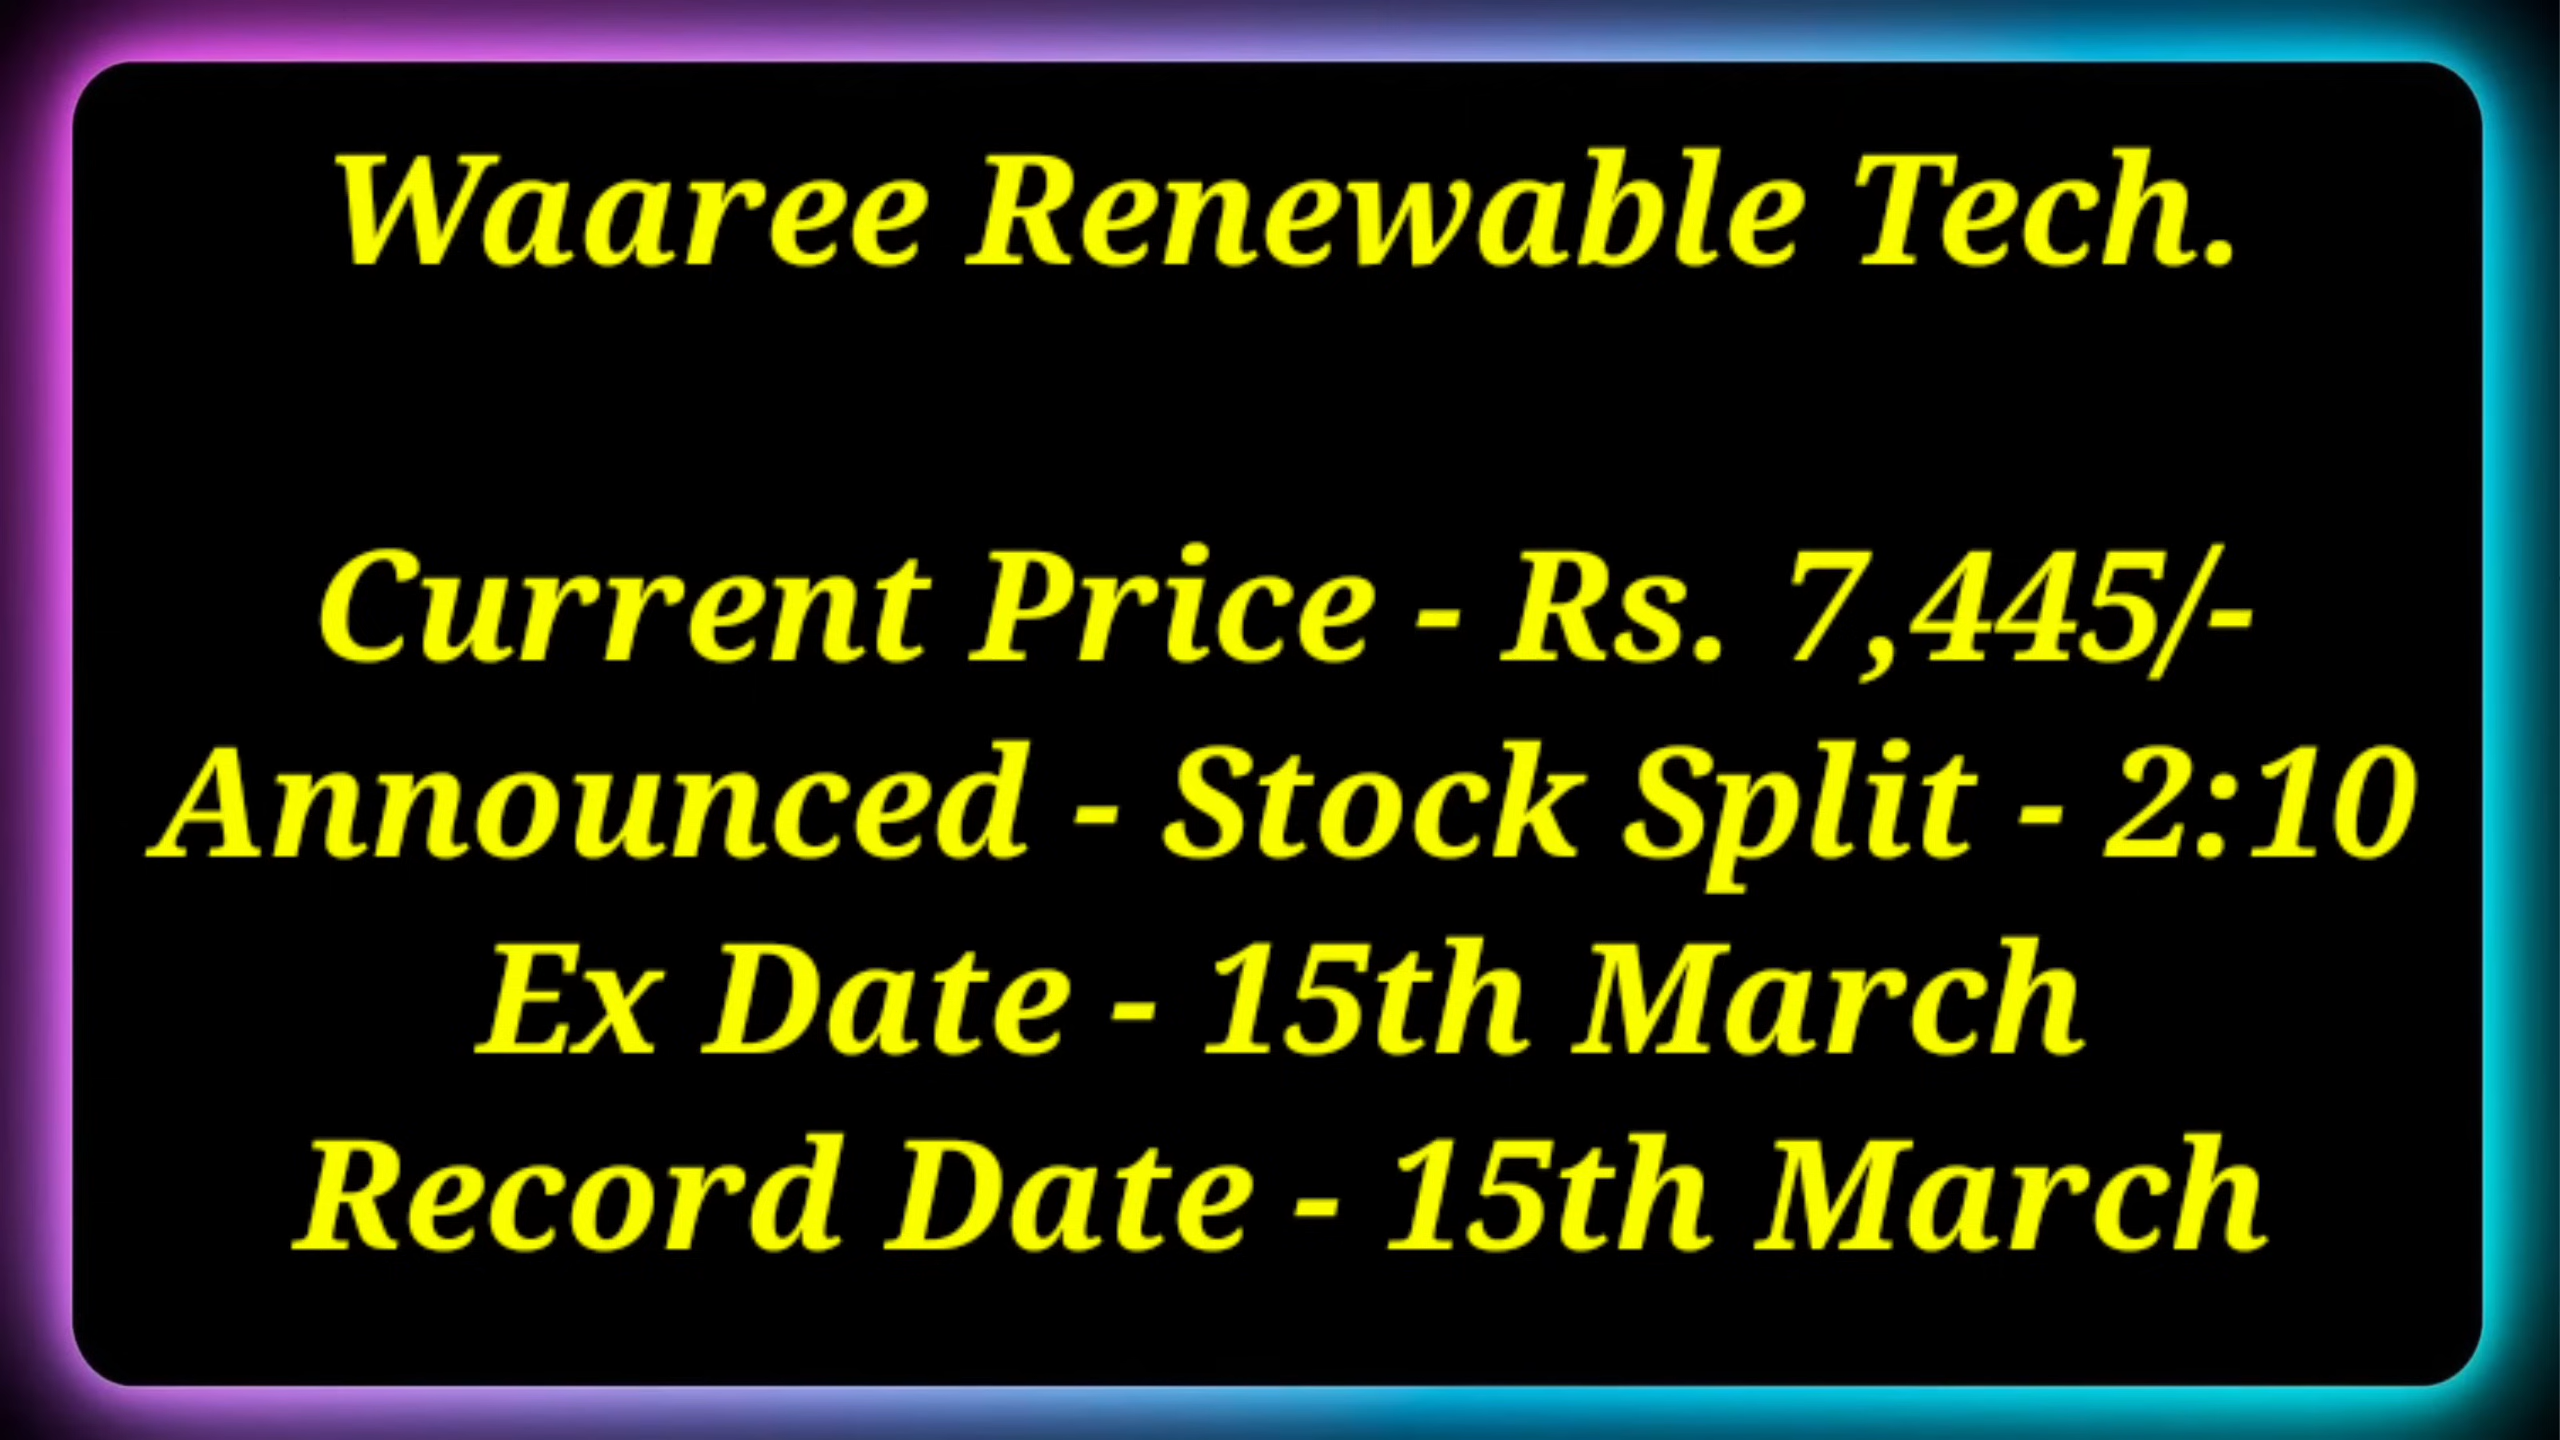 Waaree Renewable Tech.
Current Price - Rs. 7,445/-
Announced - Stock Split - 2:10
Ex Date - 15th March
Record Date - 15th March